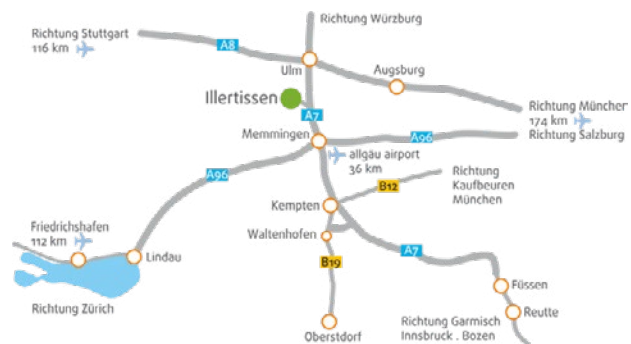 Richtung Würzburg
Richtung Stuttgart
116 km
A8
Ulm
Augsburg
Illertissen
A7
Richtung München
174 km
Memmingen
A96
Richtung Salzburg
allgäu airport
36 km
A96
Richtung
Kaufbeuren
München
B12
Kempten
Friedrichshafen
112 km
Waltenhofen
A7
Lindau
B19
Füssen
Richtung Zürich
Reutte
Oberstdorf
Richtung Garmisch
Innsbruck . Bozen